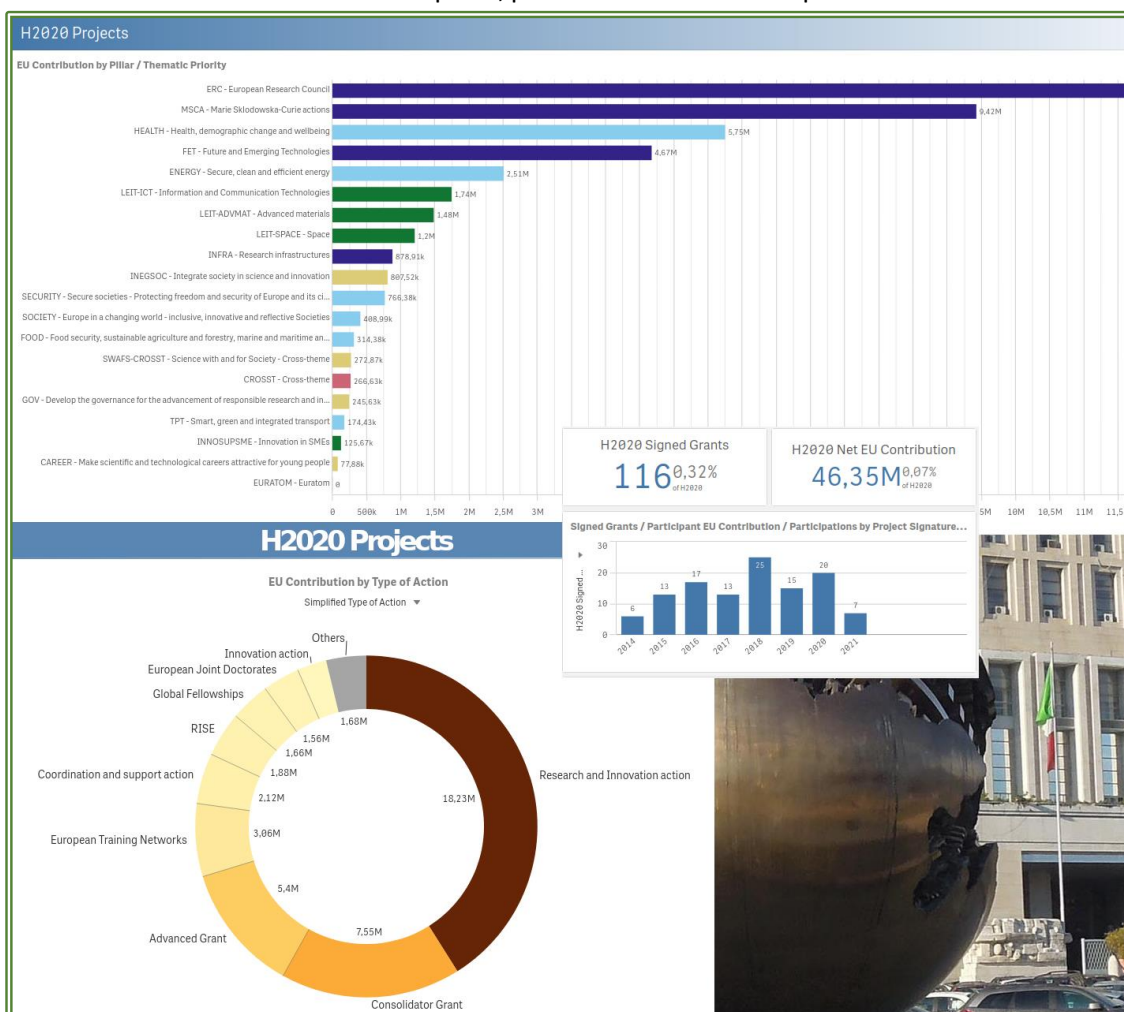 H2020 Projects
EU Contribution by Pillar / Thematic Priority
ERC - European Research Council
MSCA - Marie Sklodowska-Curie actions
9,42M
HEALTH - Health, demographic change and wellbeing
5,75M
FET - Future and Emerging Technologies
4,67M
ENERGY - Secure, clean and efficient energy
2,51M
LEIT-ICT - Information and Communication Technologies
1,74M
LEIT-ADVMAT - Advanced materials
1,48M
LEIT-SPACE - Space
1,2M
INFRA - Research infrastructures
878,91k
INEGSOC - Integrate society in science and innovation
807,52k
SECURITY - Secure societies - Protecting freedom and security of Europe and its ci...
766,38k
SOCIETY - Europe in a changing world - inclusive, innovative and reflective Societies
408,99k
FOOD - Food security, sustainable agriculture and forestry, marine and maritime an...
314,38k
SWAFS-CROSST - Science with and for Society - Cross-theme
272,87k
CROSST - Cross-theme
266,63k
GOV - Develop the governance for the advancement of responsible research and in...
245,63k
TPT - Smart, green and integrated transport
174,43k
INNOSUPSME - Innovation in SMEs
125,67k
CAREER - Make scientific and technological careers attractive for young people
77,88k
EURATOM - Euratom
0
0 500k 1M 1,5M 2M 2,5M 3M
5M 10M 10,5M 11M 11,5
H2020 Signed Grants
116 0,32%
of H2020
H2020 Net EU Contribution
46,35M 0,07%
of H2020
Signed Grants / Participant EU Contribution / Participations by Project Signature...
H2020 Signed ...
30
20
10
0
6
13
17
13
25
15
20
7
2014 2015 2016 2017 2018 2019 2020 2021
H2020 Projects
EU Contribution by Type of Action
Simplified Type of Action
Others
Innovation action
European Joint Doctorates
Global Fellowships
RISE
Coordination and support action
European Training Networks
Advanced Grant
Consolidator Grant
Research and Innovation action
1,68M
1,56M
1,66M
1,88M
2,12M
3,06M
5,4M
7,55M
18,23M